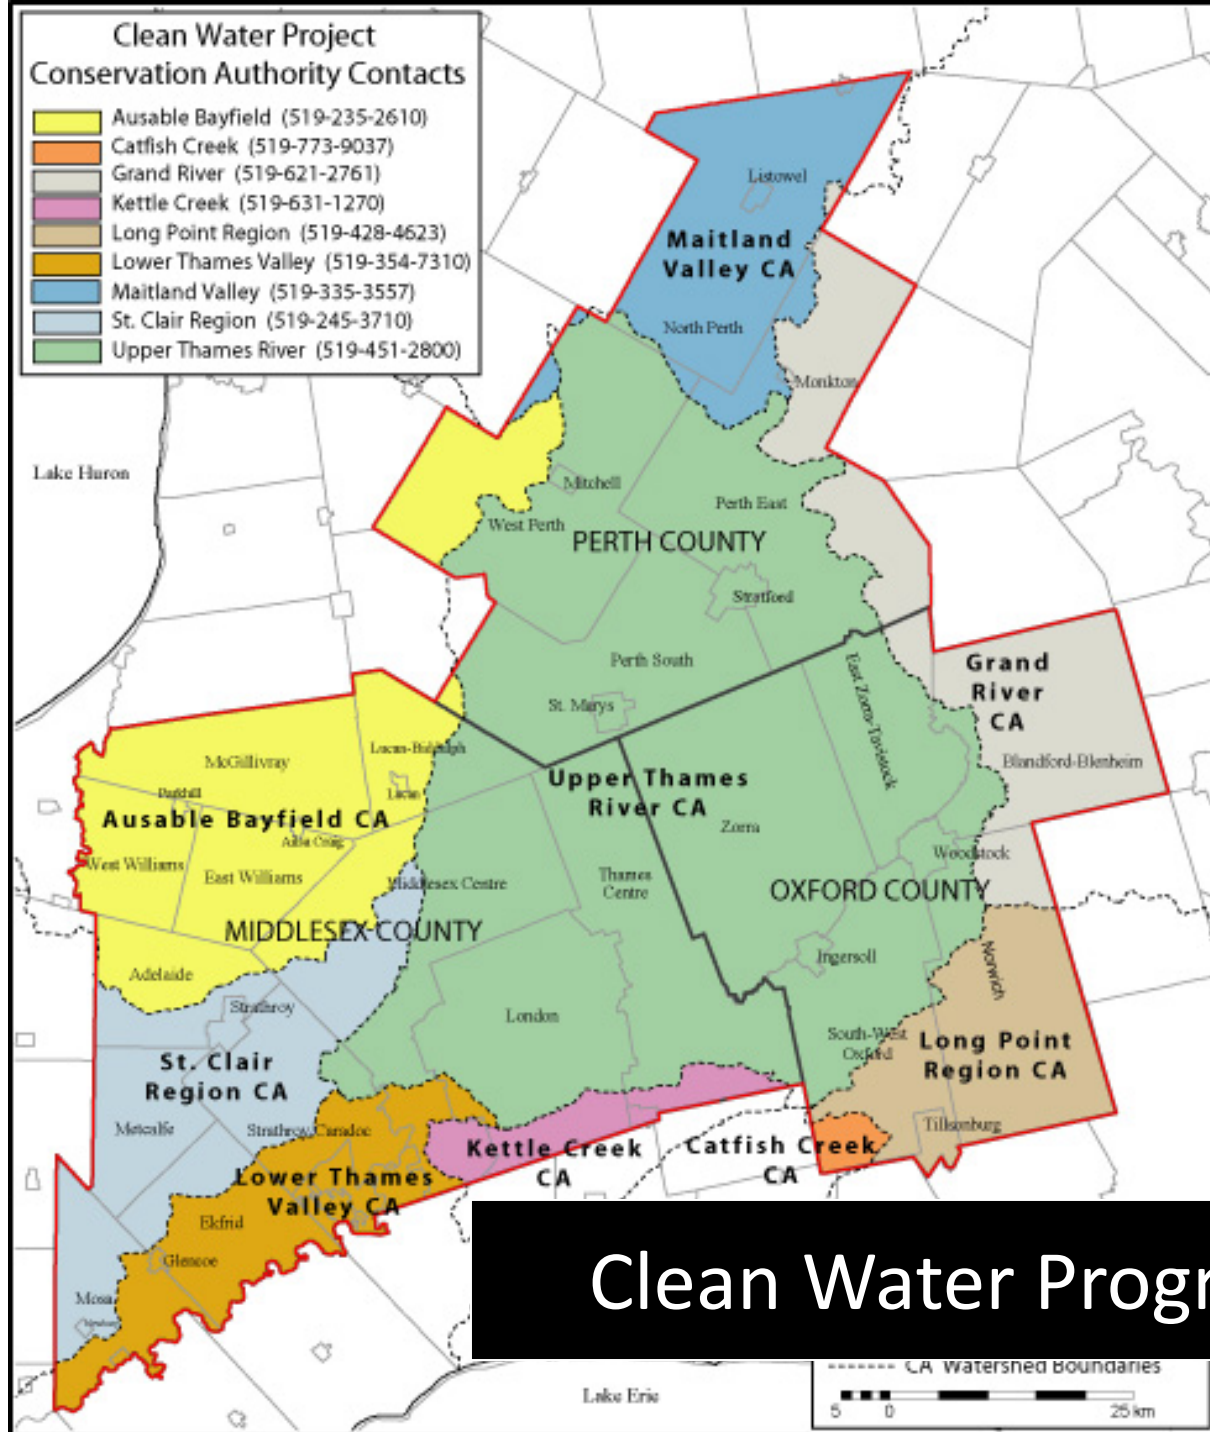 Clean Water Project
Conservation Authority Contacts
Ausable Bayfield (519-235-2610)
Catfish Creek (519-773-9037)
Grand River (519-621-2761)
Kettle Creek (519-631-1270)
Long Point Region (519-428-4623)
Lower Thames Valley (519-354-7310)
Maitland Valley (519-335-3557)
St. Clair Region (519-245-3710)
Upper Thames River (519-451-2800)
Listowel
Maitland
Valley CA
North Perth
Monkton
Lake Huron
Mitchell
Perth East
West Perth
PERTH COUNTY
Stratford
Perth South
East Zorra-Tavistock
Grand
River
CA
St. Marys
Lucan-Biddulph
McGillivray
Blandford-Blenheim
Upper Thames
River CA
Parkhill
Lucan
Ausable Bayfield CA
Zorra
Ailsa Craig
Woodstock
West Williams
East Williams
Middlesex Centre
Thames
Centre
OXFORD COUNTY
MIDDLESEX COUNTY
Ingersoll
Norwich
Adelaide
Strathroy
London
South-West
Oxford
Long Point
Region CA
St. Clair
Region CA
Metcalfe
Strathroy Caradoc
Tillsonburg
Kettle Creek
CA
Catfish Creek
CA
Lower Thames
Valley CA
Ekfrid
Glencoe
Mosa
Clean Water Progr
CA Watershed Boundaries
Lake Erie
5 0 25 km